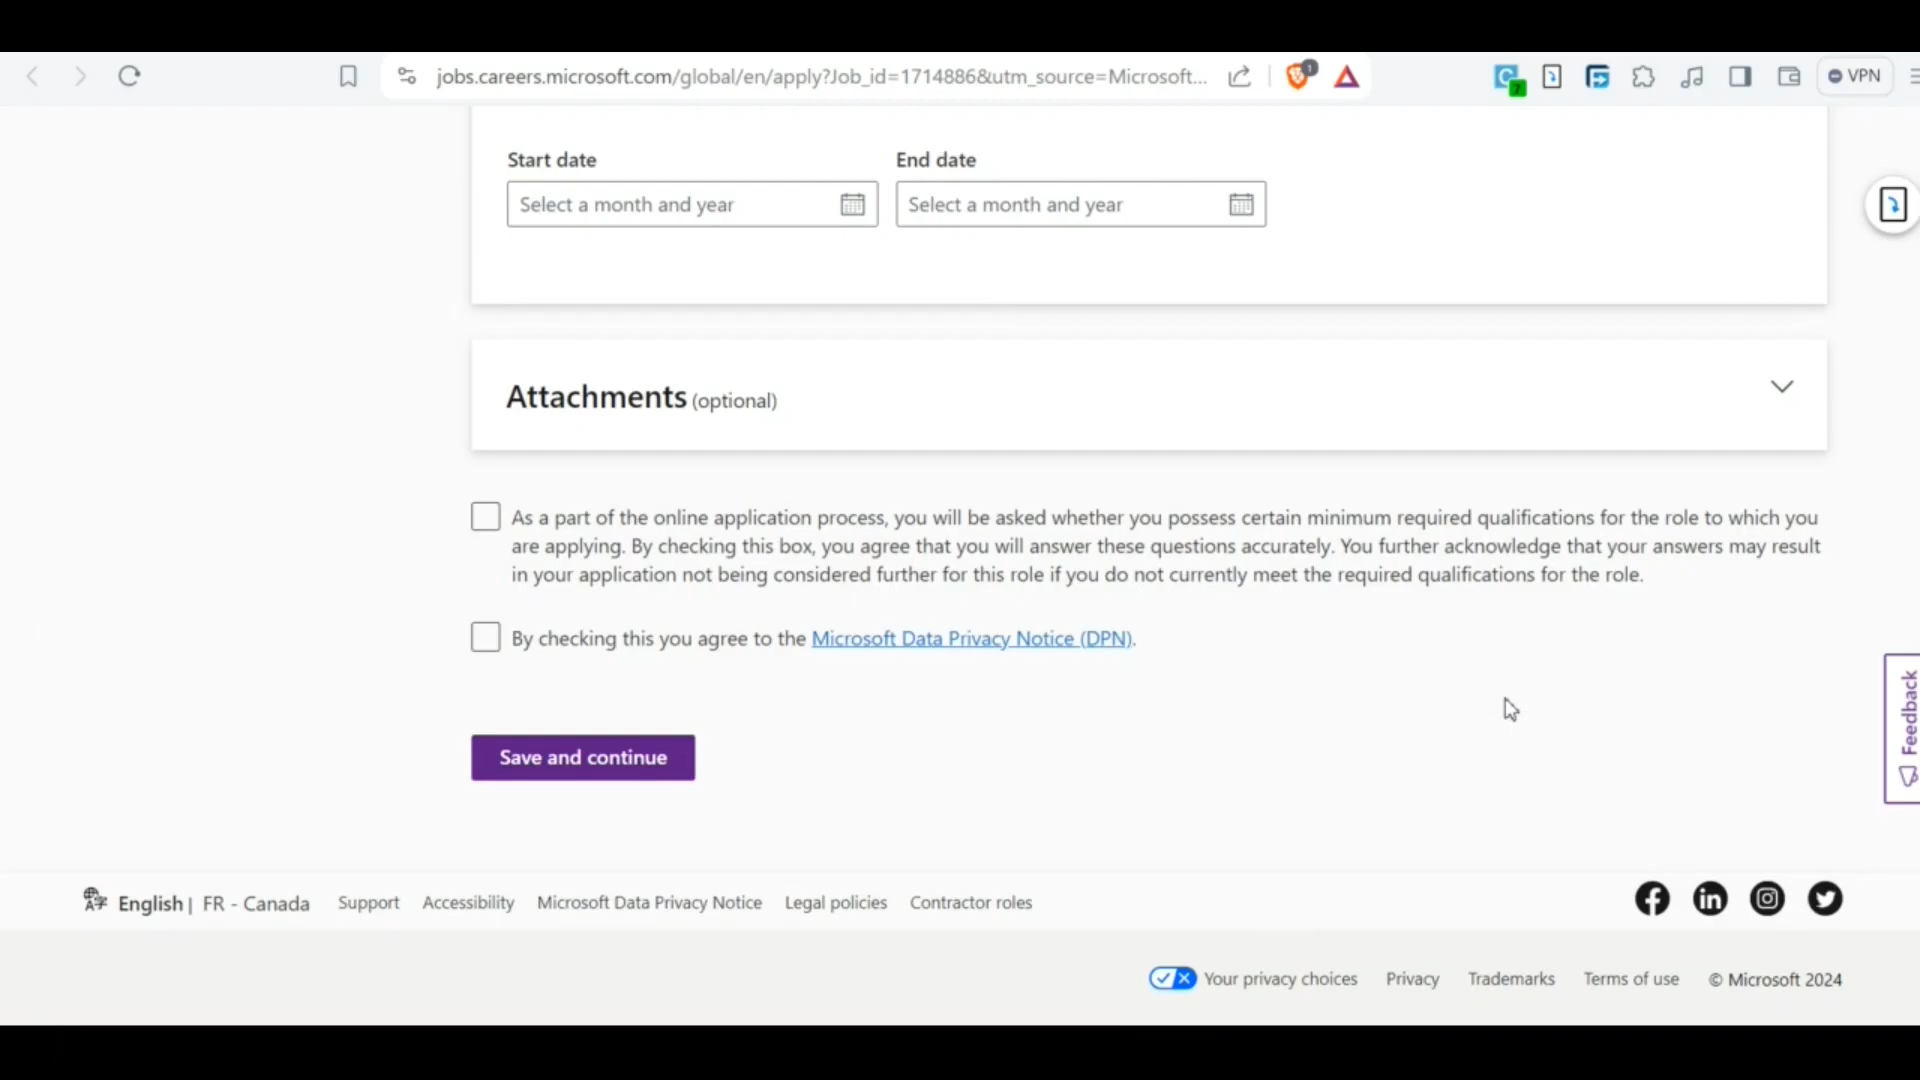 jobs.careers.microsoft.com/global/en/apply?Job_id=1714886&utm_source=Microsoft...
1
7
VPN
Start date End date
Select a month and year Select a month and year
Attachments (optional)
As a part of the online application process, you will be asked whether you possess certain minimum required qualifications for the role to which you
are applying. By checking this box, you agree that you will answer these questions accurately. You further acknowledge that your answers may result
in your application not being considered further for this role if you do not currently meet the required qualifications for the role.
By checking this you agree to the Microsoft Data Privacy Notice (DPN).
Feedback
Save and continue
English | FR - Canada Support Accessibility Microsoft Data Privacy Notice Legal policies Contractor roles
Your privacy choices Privacy Trademarks Terms of use © Microsoft 2024